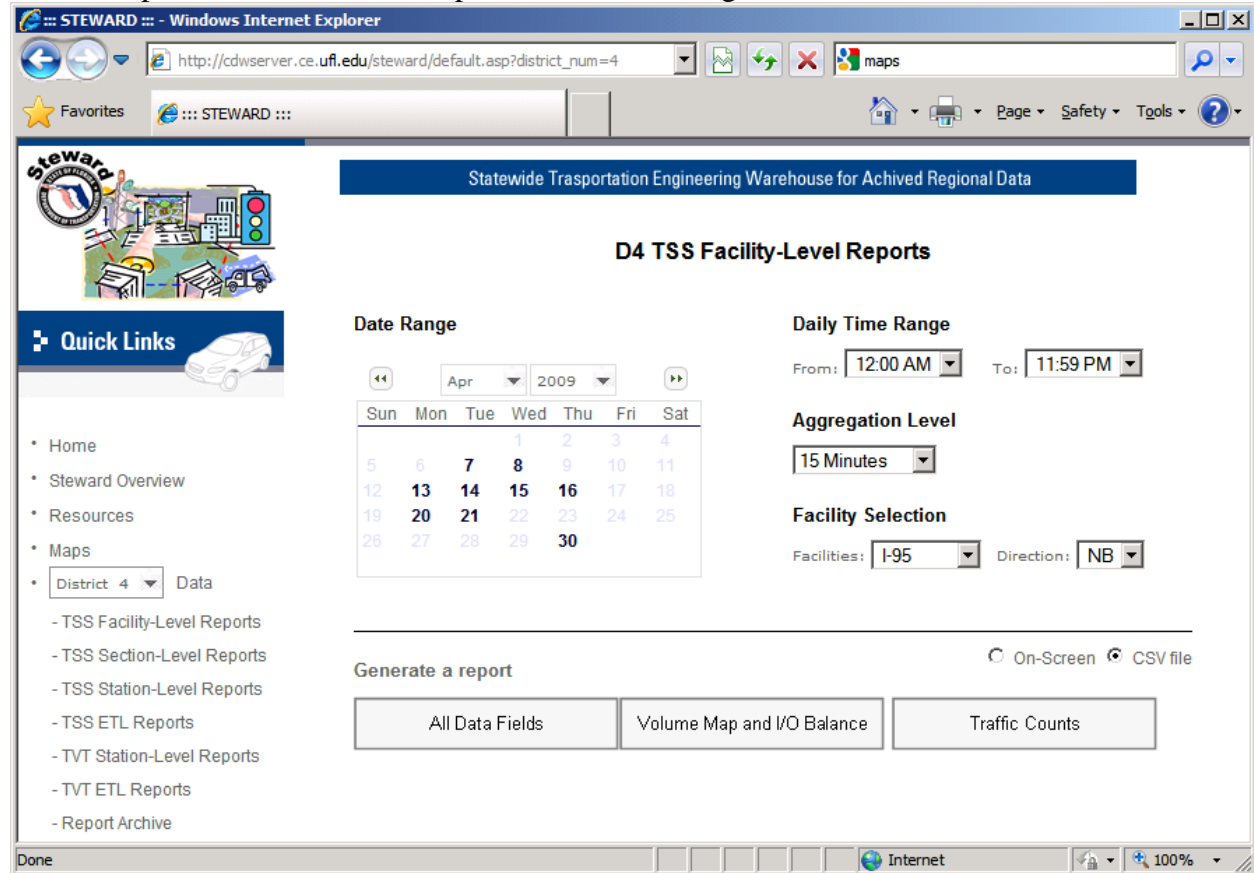 ::: STEWARD ::: - Windows Internet Explorer
http://cdwserver.ce.ufl.edu/steward/default.asp?district_num=4
maps
Favorites
::: STEWARD :::
Page
Safety
Tools
Steward
Statewide Trasportation Engineering Warehouse for Achived Regional Data
D4 TSS Facility-Level Reports
Quick Links
Home
Steward Overview
Resources
Maps
District 4 Data
- TSS Facility-Level Reports
- TSS Section-Level Reports
- TSS Station-Level Reports
- TSS ETL Reports
- TVT Station-Level Reports
- TVT ETL Reports
- Report Archive
Date Range
Apr 2009
Sun Mon Tue Wed Thu Fri Sat
1 2 3 4
5 6 7 8 9 10 11
12 13 14 15 16 17 18
19 20 21 22 23 24 25
26 27 28 29 30
Daily Time Range
From: 12:00 AM To: 11:59 PM
Aggregation Level
15 Minutes
Facility Selection
Facilities: I-95 Direction: NB
Generate a report
On-Screen CSV file
All Data Fields
Volume Map and I/O Balance
Traffic Counts
Done
Internet
100%